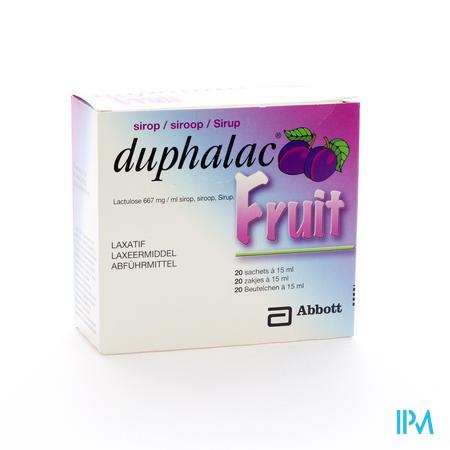 Fruit
sirop / siroop / Sirup
duphalac®
Fruit
Lactulose 667 mg / ml sirop, siroop, Sirup.
LAXATIF
LAXEERMIDDEL
ABFÜHRMITTEL
20 sachets à 15 ml
20 zakjes à 15 ml
20 Beutelchen à 15 ml
Abbott
IPM